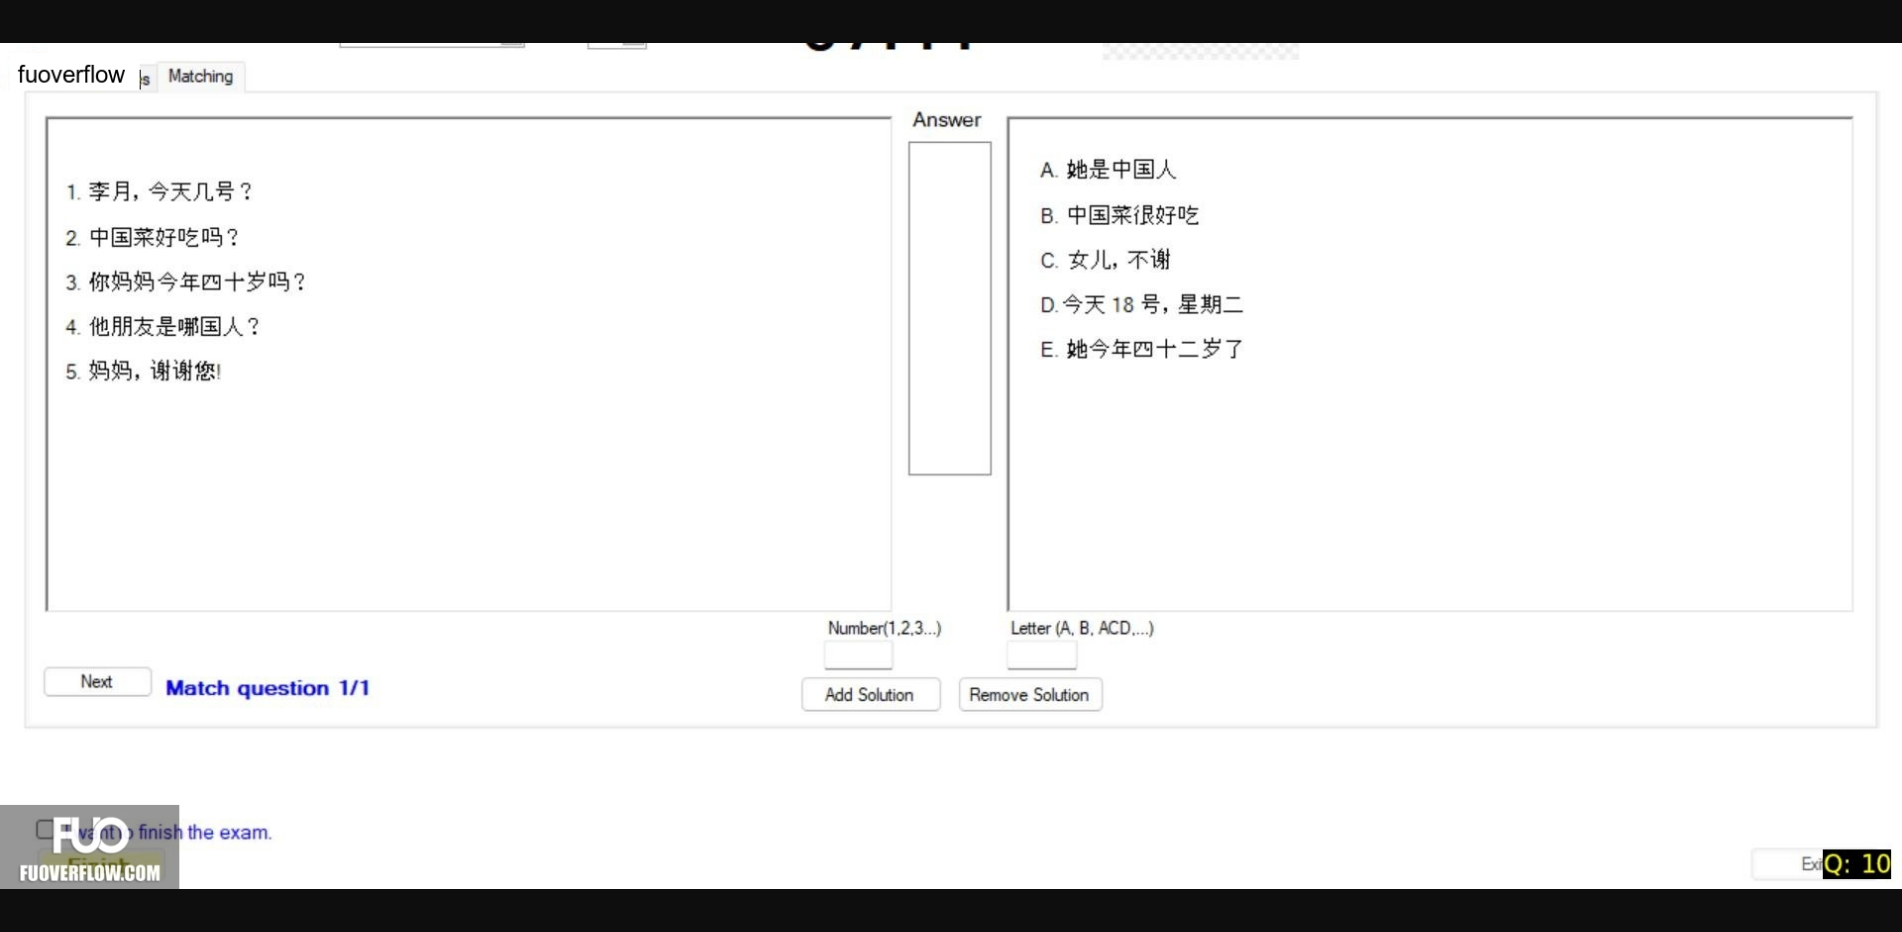 fuoverflow
s Matching
Answer
1. 李月, 今天几号？
2. 中国菜好吃吗？
3. 你妈妈今年四十岁吗？
4. 他朋友是哪国人？
5. 妈妈, 谢谢您!
A. 她是中国人
B. 中国菜很好吃
C. 女儿, 不谢
D.今天 18 号, 星期二
E. 她今年四十二岁了
Number(1,2,3...) Letter (A, B, ACD,...)
Next Match question 1/1
Add Solution Remove Solution
want to finish the exam.
FUO
FUOVERFLOW.COM
Q: 10